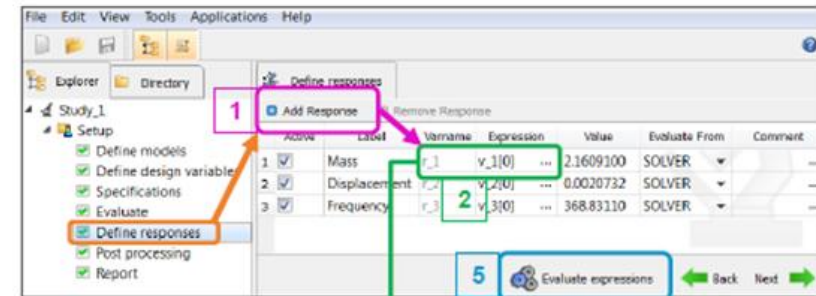 File Edit View Tools Applications Help
Explorer Directory
Define responses
Study_1
1
Add Response Remove Response
Setup
Active Label Varname Expression Value Evaluate From Comment
Define models
1 Mass r_1 v_1[0] ... 2.1609100 SOLVER
Define design variable
2 Displacement r_2 v_2[0] ... 0.0020732 SOLVER
Specifications
2
3 Frequency r_3 v_3[0] ... 368.83110 SOLVER
Evaluate
Define responses
Post processing
Report
5
Evaluate expressions Back Next